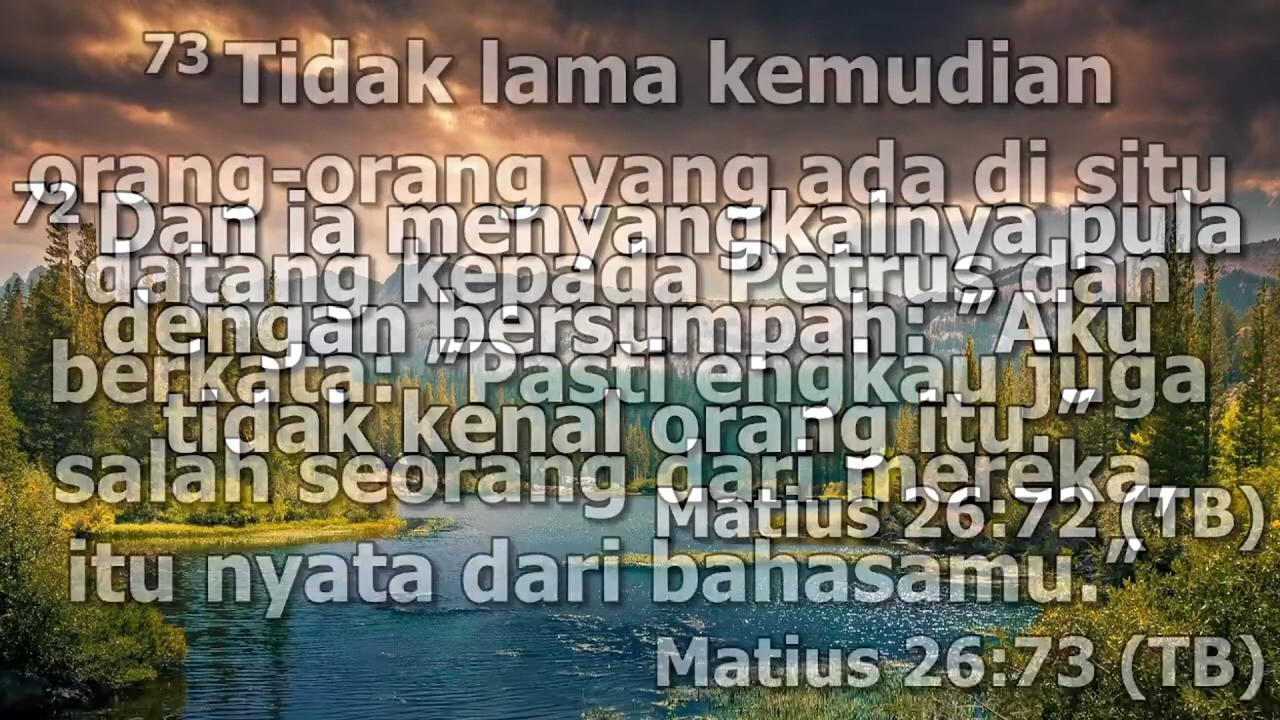 72 Dan ia menyangkalnya pula
dengan bersumpah: "Aku
tidak kenal orang itu."
Matius 26:72 (TB)
73 Tidak lama kemudian
orang-orang yang ada di situ
datang kepada Petrus dan
berkata: "Pasti engkau juga
salah seorang dari mereka,
itu nyata dari bahasamu."
Matius 26:73 (TB)